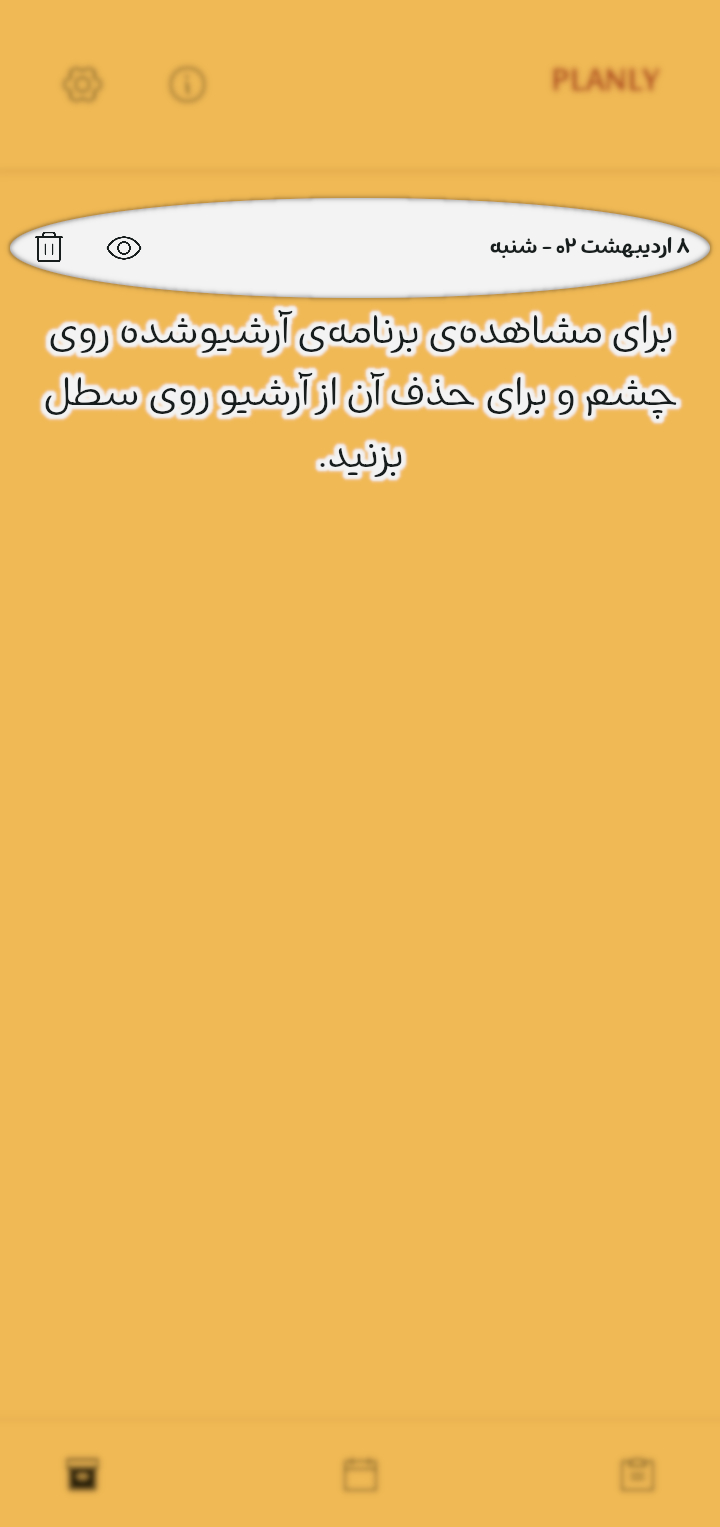 PLANLY
۸ اردیبهشت ۰۲ - شنبه
برای مشاهده‌ی برنامه‌ی آرشیوشده روی
چشم و برای حذف آن از آرشیو روی سطل
بزنید.